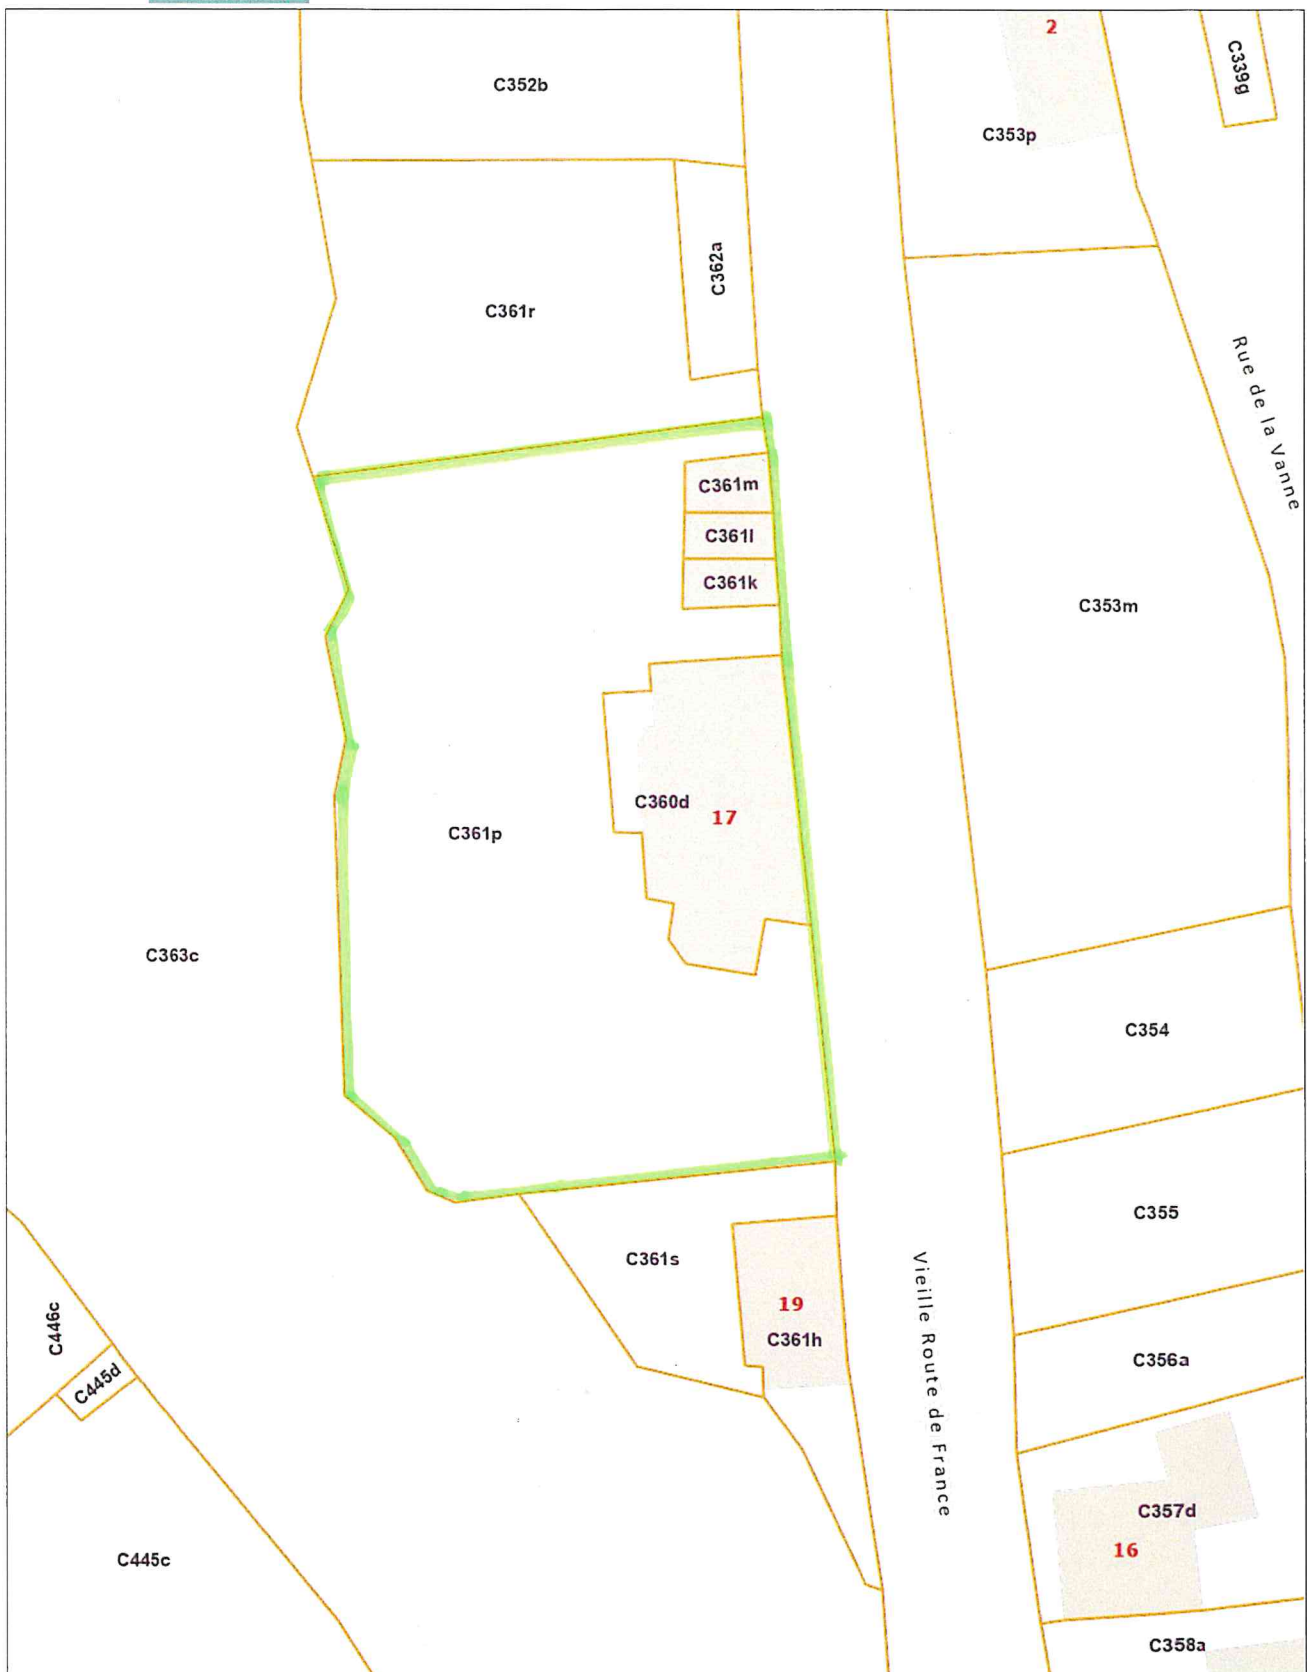 2
C339g
C352b
C353p
C362a
C361r
Rue de la Vanne
C361m
C361l
C361k
C353m
C360d
17
C361p
C363c
C354
C355
C361s
Vieille Route de France
19
C361h
C446c
C445d
C356a
C357d
16
C445c
C358a